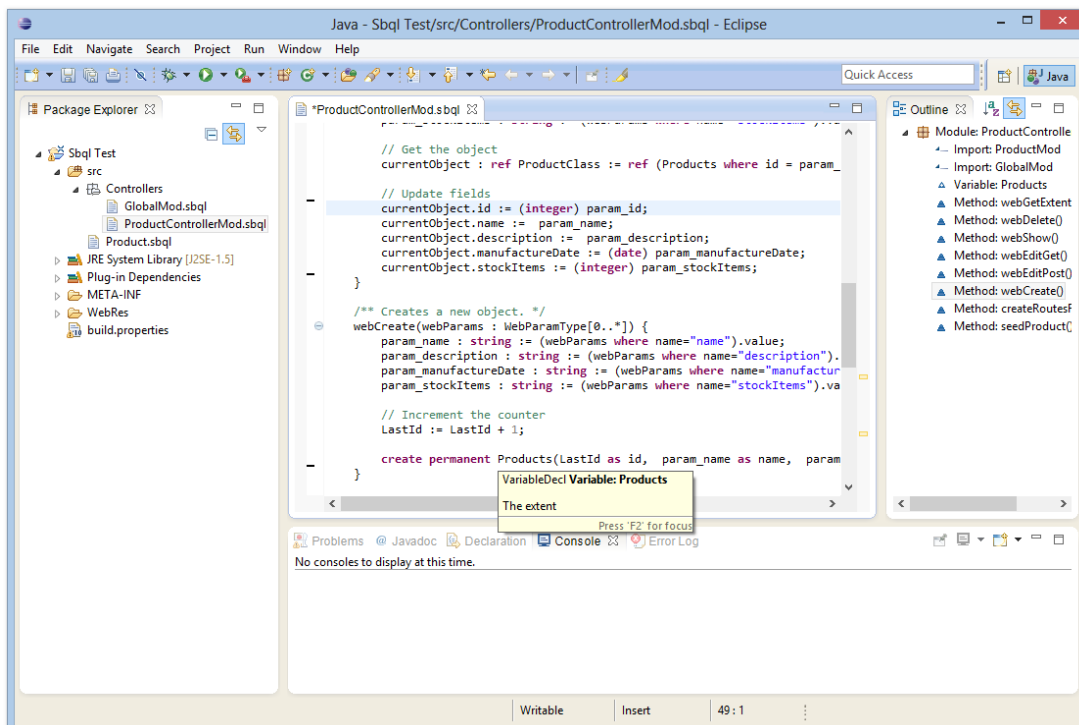 Java - Sbql Test/src/Controllers/ProductControllerMod.sbql - Eclipse
File Edit Navigate Search Project Run Window Help
Quick Access
Java
Package Explorer
Sbql Test
src
Controllers
GlobalMod.sbql
ProductControllerMod.sbql
Product.sbql
JRE System Library [J2SE-1.5]
Plug-in Dependencies
META-INF
WebRes
build.properties
*ProductControllerMod.sbql
// Get the object
currentObject : ref ProductClass := ref (Products where id = param_
// Update fields
currentObject.id := (integer) param_id;
currentObject.name :=  param_name;
currentObject.description :=  param_description;
currentObject.manufactureDate := (date) param_manufactureDate;
currentObject.stockItems := (integer) param_stockItems;
}
/** Creates a new object. */
webCreate(webParams : WebParamType[0..*]) {
param_name : string := (webParams where name="name").value;
param_description : string := (webParams where name="description").
param_manufactureDate : string := (webParams where name="manufactur
param_stockItems : string := (webParams where name="stockItems").va
// Increment the counter
LastId := LastId + 1;
create permanent Products(LastId as id,  param_name as name,  param
}
VariableDecl Variable: Products
The extent
Press 'F2' for focus
Outline
Module: ProductControlle
Import: ProductMod
Import: GlobalMod
Variable: Products
Method: webGetExtent
Method: webDelete()
Method: webShow()
Method: webEditGet()
Method: webEditPost()
Method: webCreate()
Method: createRoutesF
Method: seedProduct(
Problems @ Javadoc Declaration Console Error Log
No consoles to display at this time.
Writable Insert 49 : 1